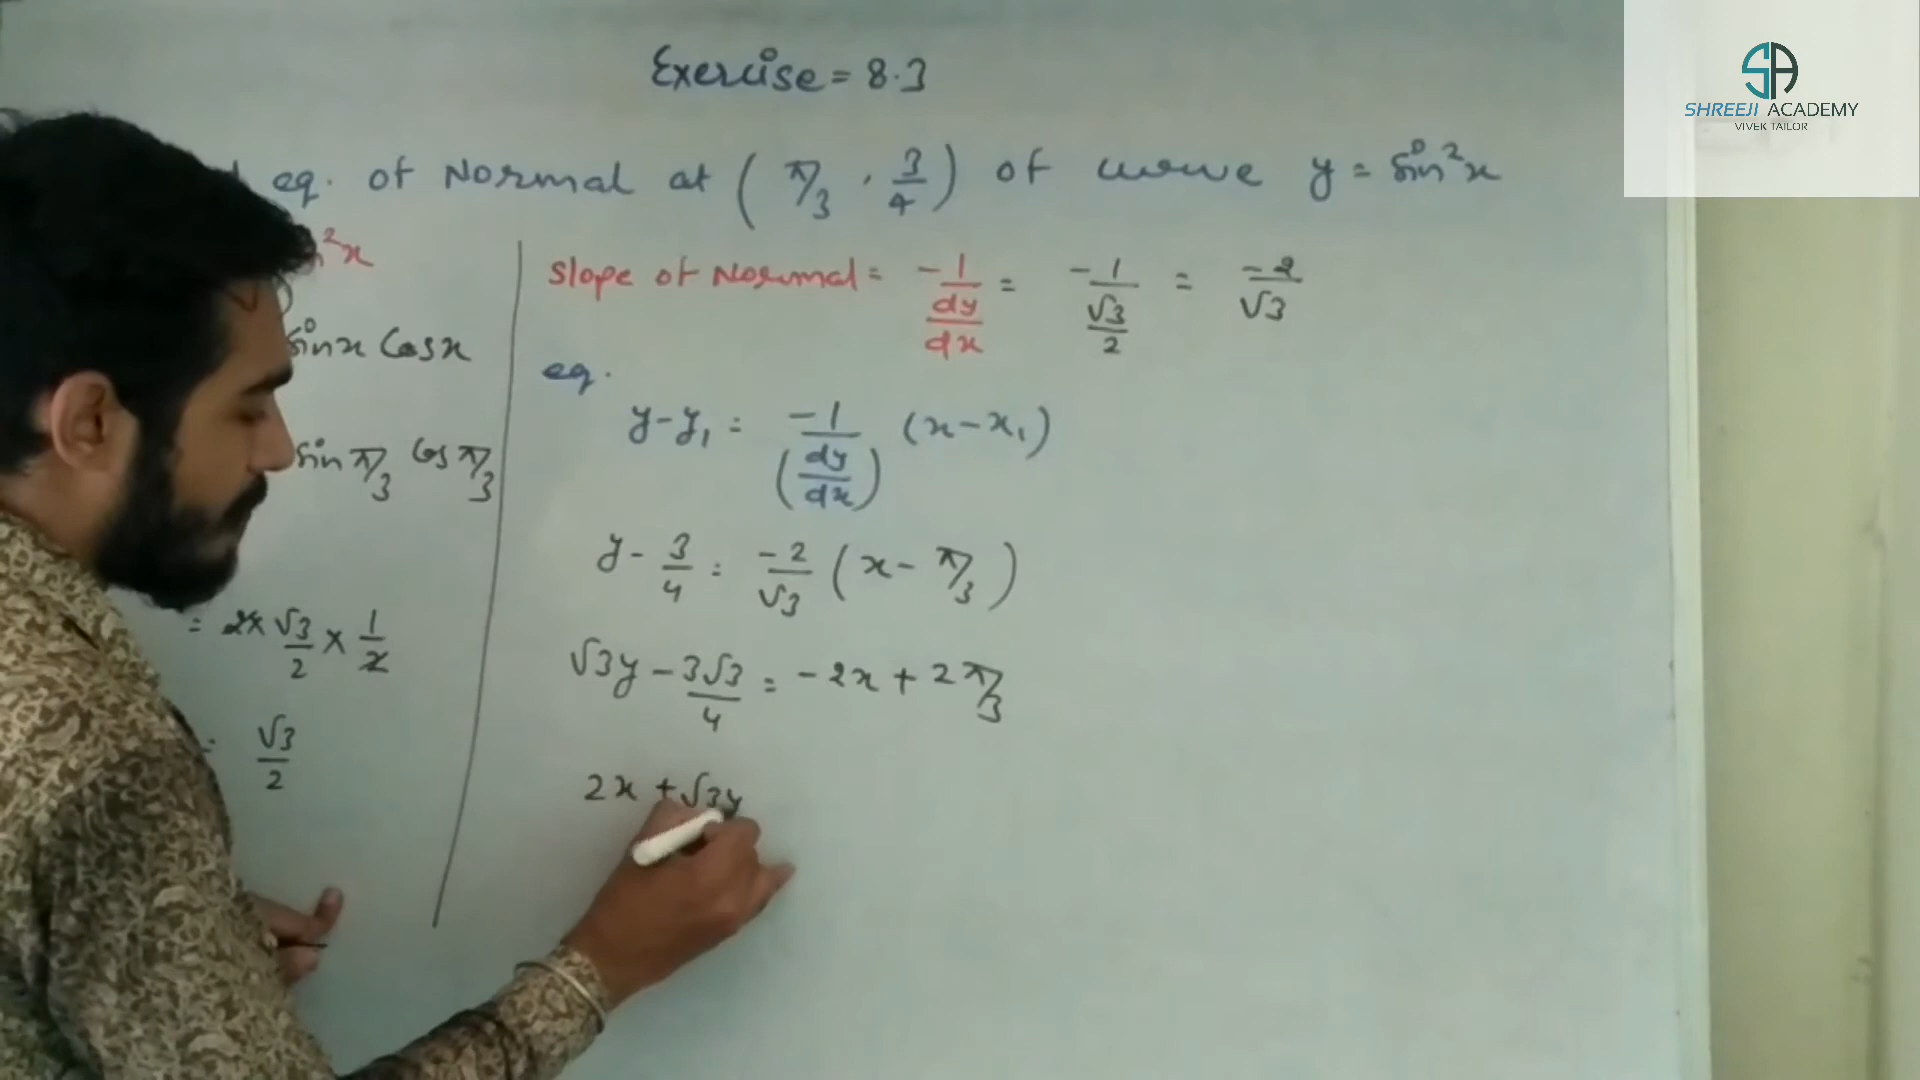 Exercise = 8.3
eq. of Normal at (π/3, 3/4) of curve y = sin²x
²x
sinx Cosx
sin π/3 Cos π/3
= 2 x √3/2 x 1/2
= √3/2
Slope of Normal = -1/(dy/dx) = -1/(√3/2) = -2/√3
eq.
y - y₁ = -1/(dy/dx) (x - x₁)
y - 3/4 = -2/√3 (x - π/3)
√3y - 3√3/4 = -2x + 2π/3
2x + √3y
SA
SHREEJI ACADEMY
VIVEK TAILOR